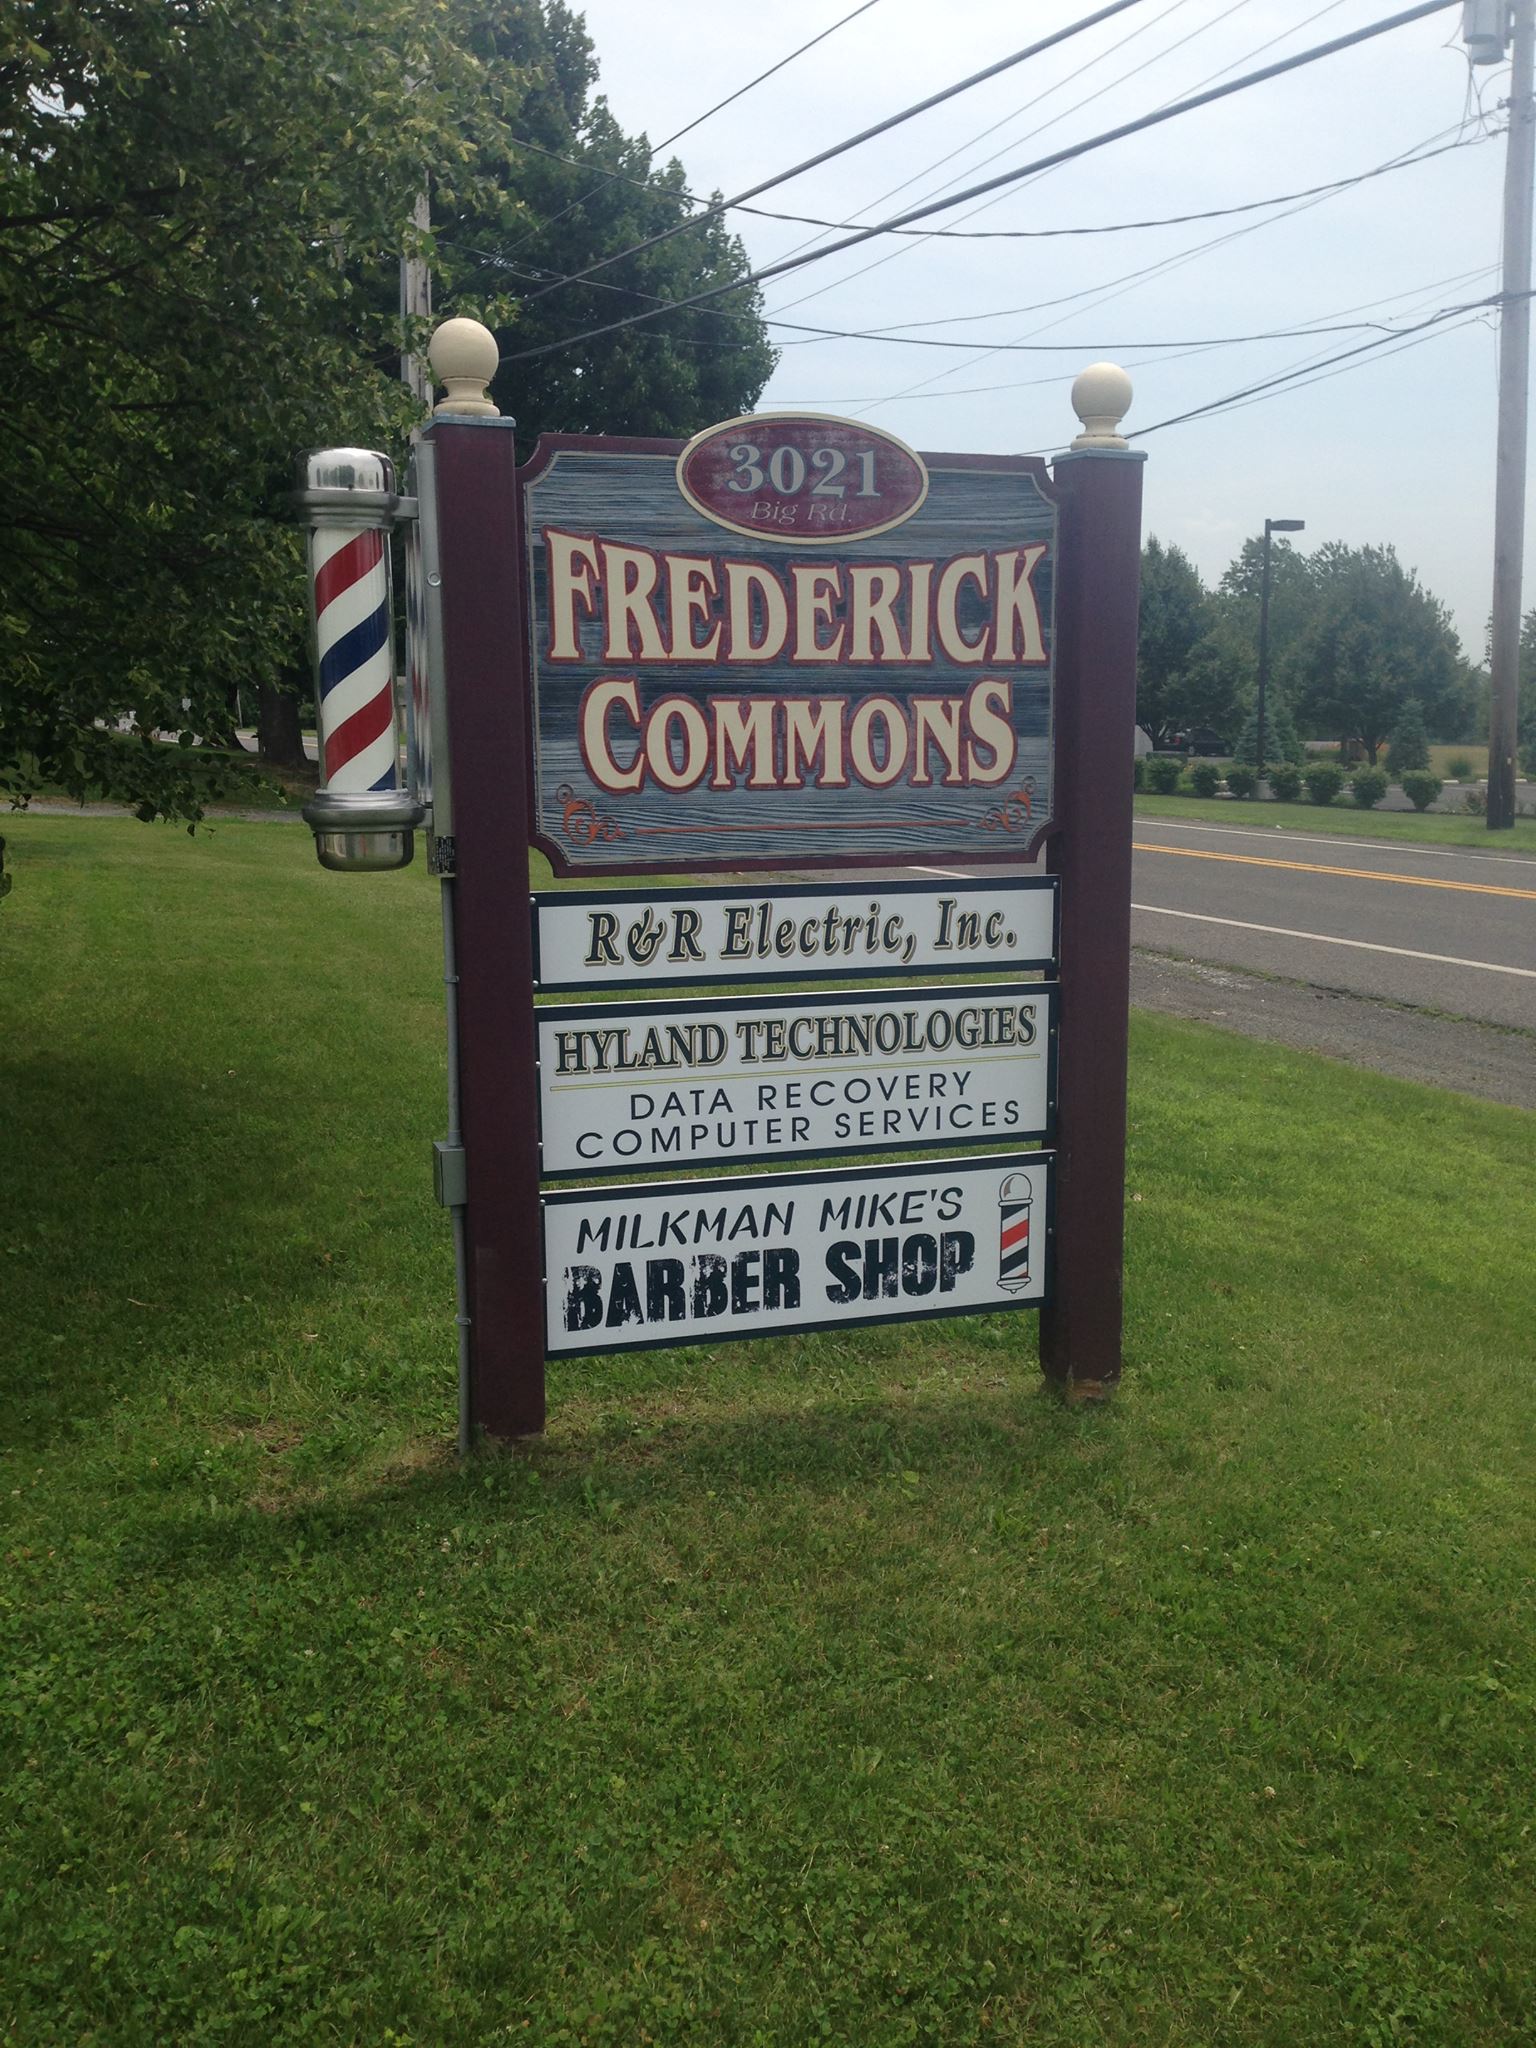 3021
Big Rd.
FREDERICK
COMMONS
R&R Electric, Inc.
HYLAND TECHNOLOGIES
DATA RECOVERY
COMPUTER SERVICES
MILKMAN MIKE'S
BARBER SHOP